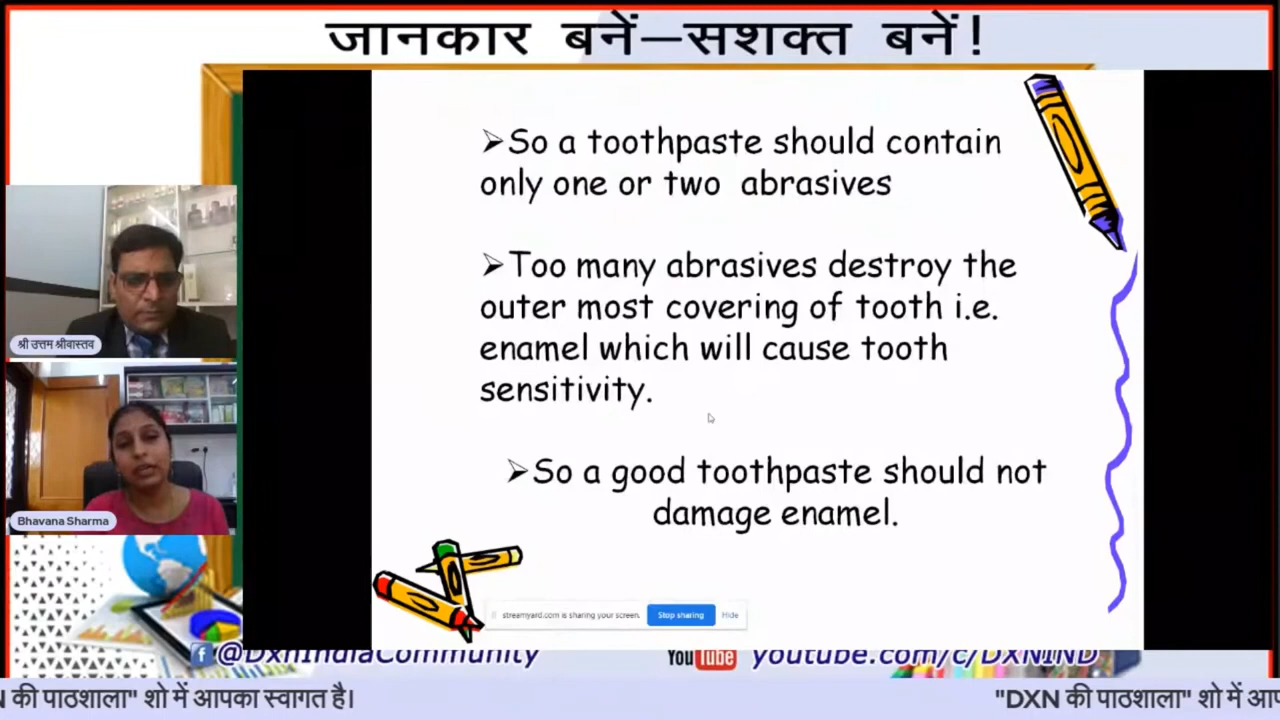 जानकार बनें—सशक्त बनें!
➢So a toothpaste should contain
only one or two abrasives
➢Too many abrasives destroy the
outer most covering of tooth i.e.
enamel which will cause tooth
sensitivity.
➢So a good toothpaste should not
damage enamel.
श्री उत्तम श्रीवास्तव
Bhavana Sharma
streamyard.com is sharing your screen. Stop sharing Hide
f @DxnIndiaCommunity YouTube youtube.com/c/DXNIND
की पाठशाला" शो में आपका स्वागत है। "DXN की पाठशाला" शो में